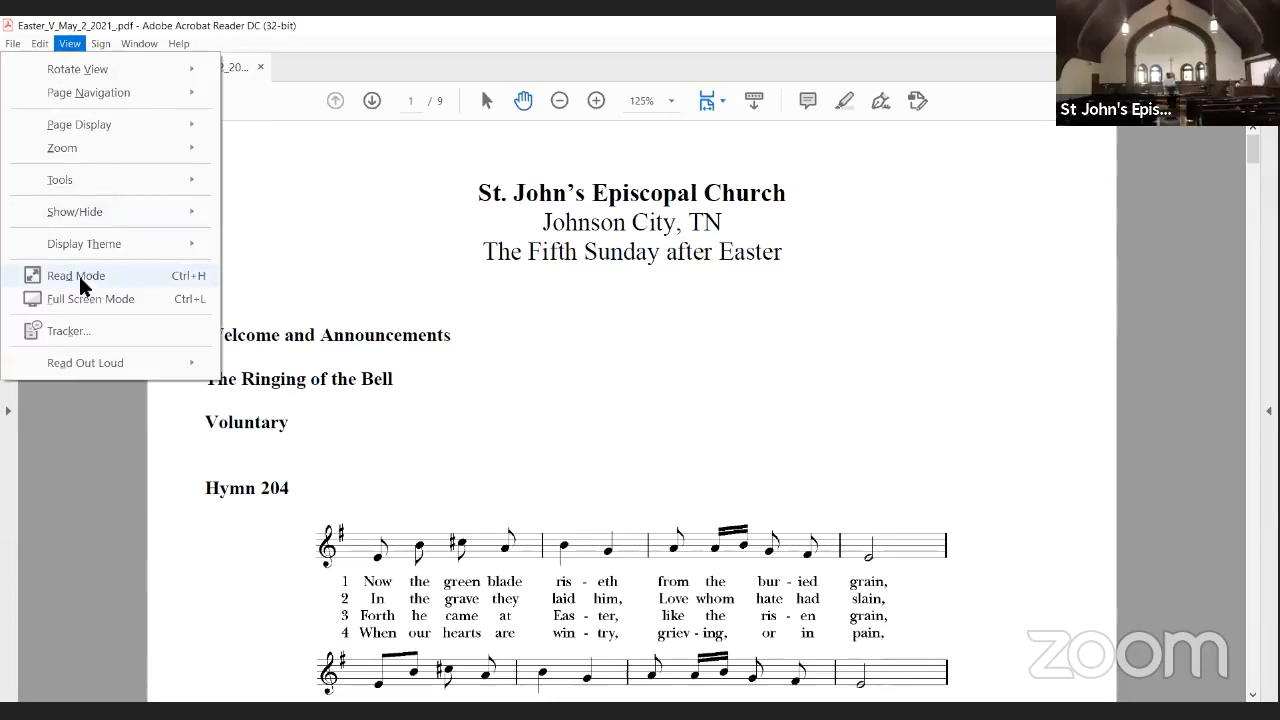 Easter_V_May_2_2021_.pdf - Adobe Acrobat Reader DC (32-bit)
File Edit View Sign Window Help
Rotate View
Page Navigation
Page Display
Zoom
Tools
Show/Hide
Display Theme
Read Mode Ctrl+H
Full Screen Mode Ctrl+L
Tracker...
Read Out Loud
_20...
1 / 9
125%
St John's Epis...
St. John's Episcopal Church
Johnson City, TN
The Fifth Sunday after Easter
elcome and Announcements
The Ringing of the Bell
Voluntary
Hymn 204
1 Now the green blade ris - eth from the bur - ied grain,
2 In the grave they laid him, Love whom hate had slain,
3 Forth he came at Eas - ter, like the ris - en grain,
4 When our hearts are win - try, griev - ing, or in pain,
zoom